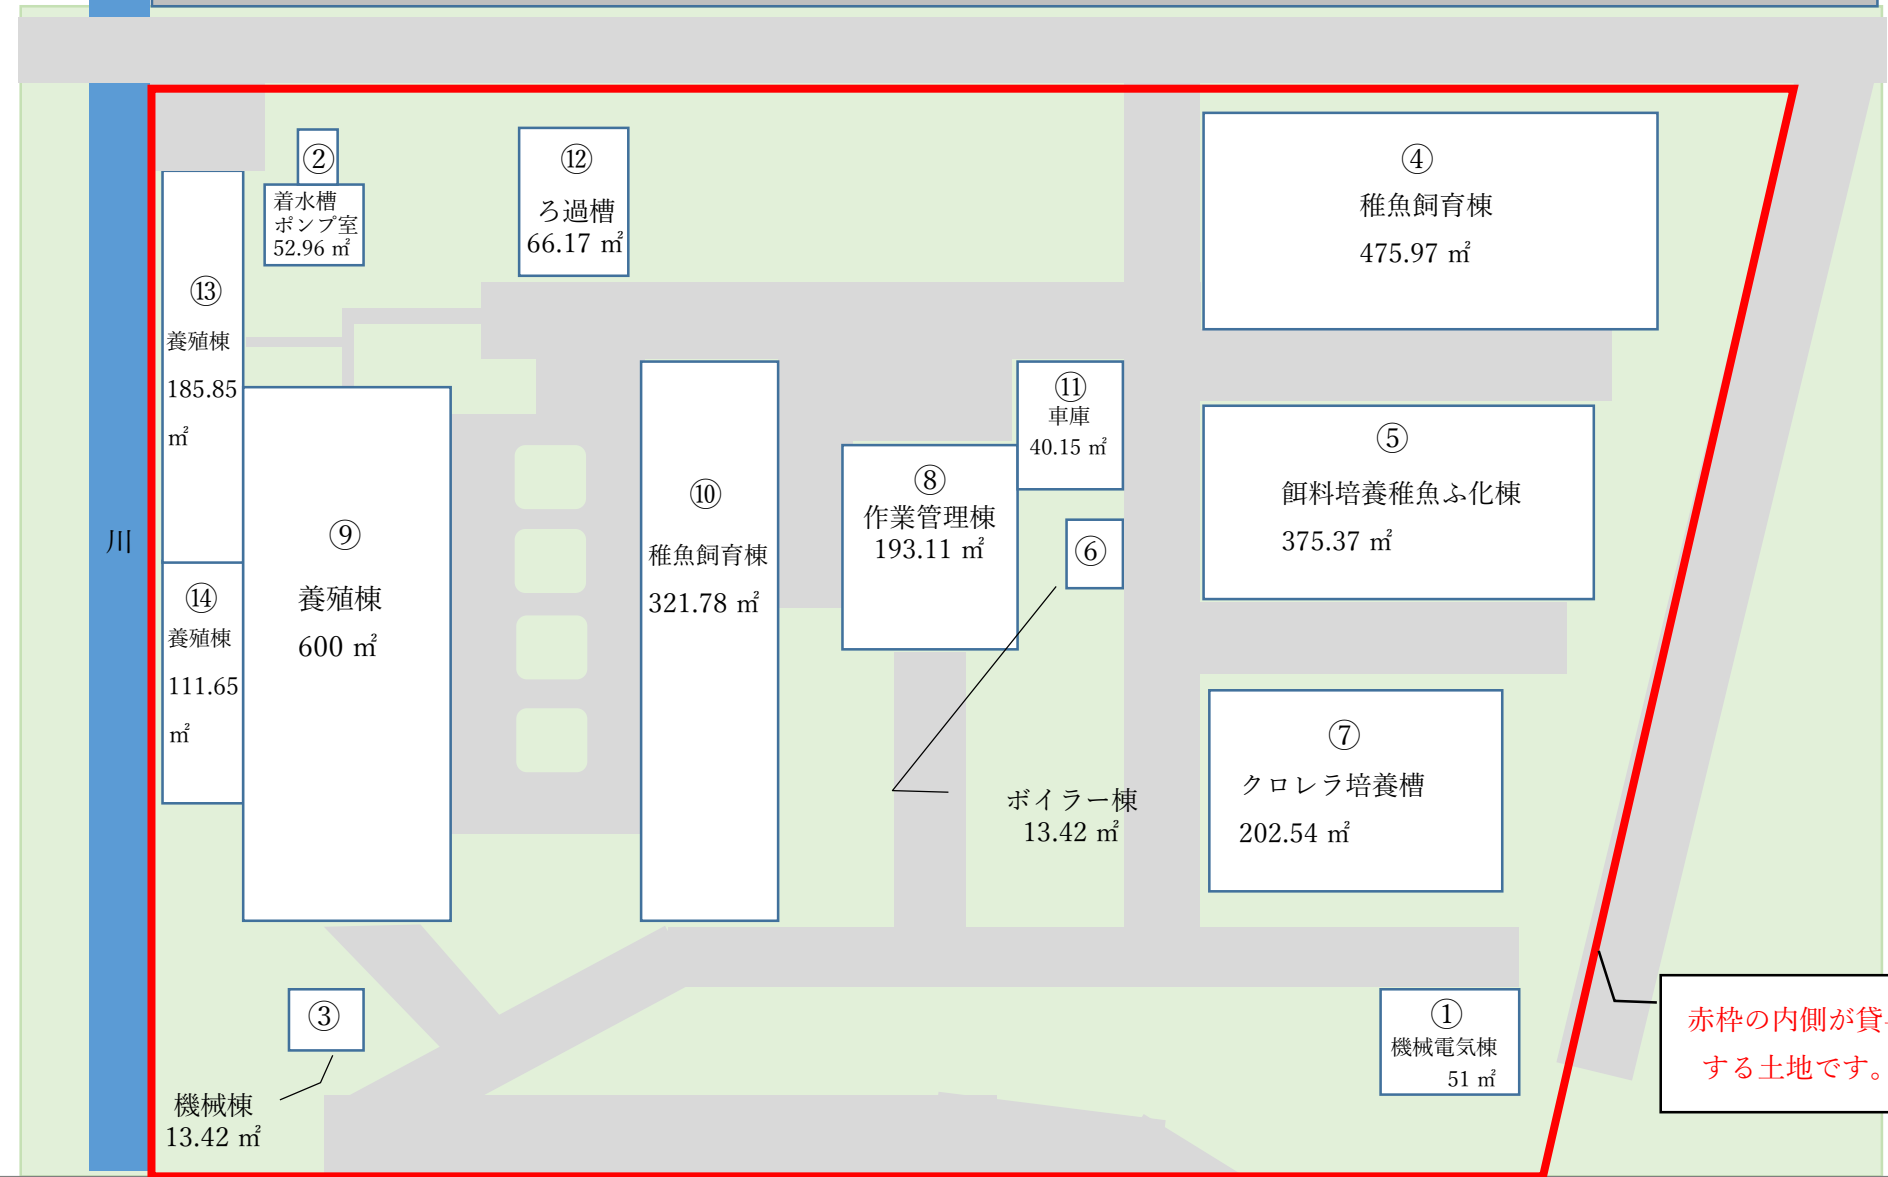 ②
着水槽
ポンプ室
52.96 ㎡
⑫
ろ過槽
66.17 ㎡
④
稚魚飼育棟
475.97 ㎡
⑬
養殖棟
185.85
㎡
⑪
車庫
40.15 ㎡
⑤
餌料培養稚魚ふ化棟
375.37 ㎡
⑧
作業管理棟
193.11 ㎡
⑩
稚魚飼育棟
321.78 ㎡
⑥
川
⑨
養殖棟
600 ㎡
⑭
養殖棟
111.65
㎡
⑦
クロレラ培養槽
202.54 ㎡
ボイラー棟
13.42 ㎡
③
機械棟
13.42 ㎡
①
機械電気棟
51 ㎡
赤枠の内側が貸
する土地です。